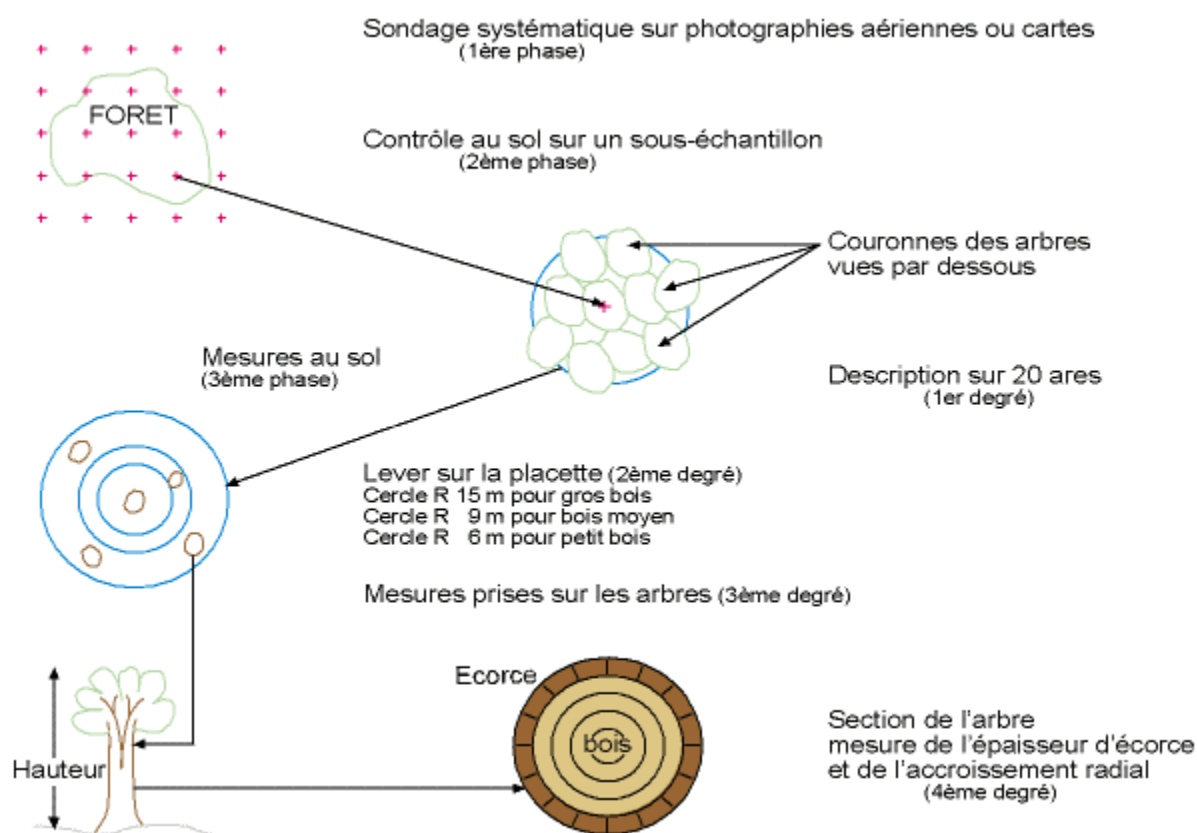 Sondage systématique sur photographies aériennes ou cartes
(1ère phase)
FORET
Contrôle au sol sur un sous-échantillon
(2ème phase)
Couronnes des arbres
vues par dessous
Mesures au sol
(3ème phase)
Description sur 20 ares
(1er degré)
Lever sur la placette (2ème degré)
Cercle R 15 m pour gros bois
Cercle R 9 m pour bois moyen
Cercle R 6 m pour petit bois
Mesures prises sur les arbres (3ème degré)
Ecorce
bois
Hauteur
Section de l'arbre
mesure de l'épaisseur d'écorce
et de l'accroissement radial
(4ème degré)